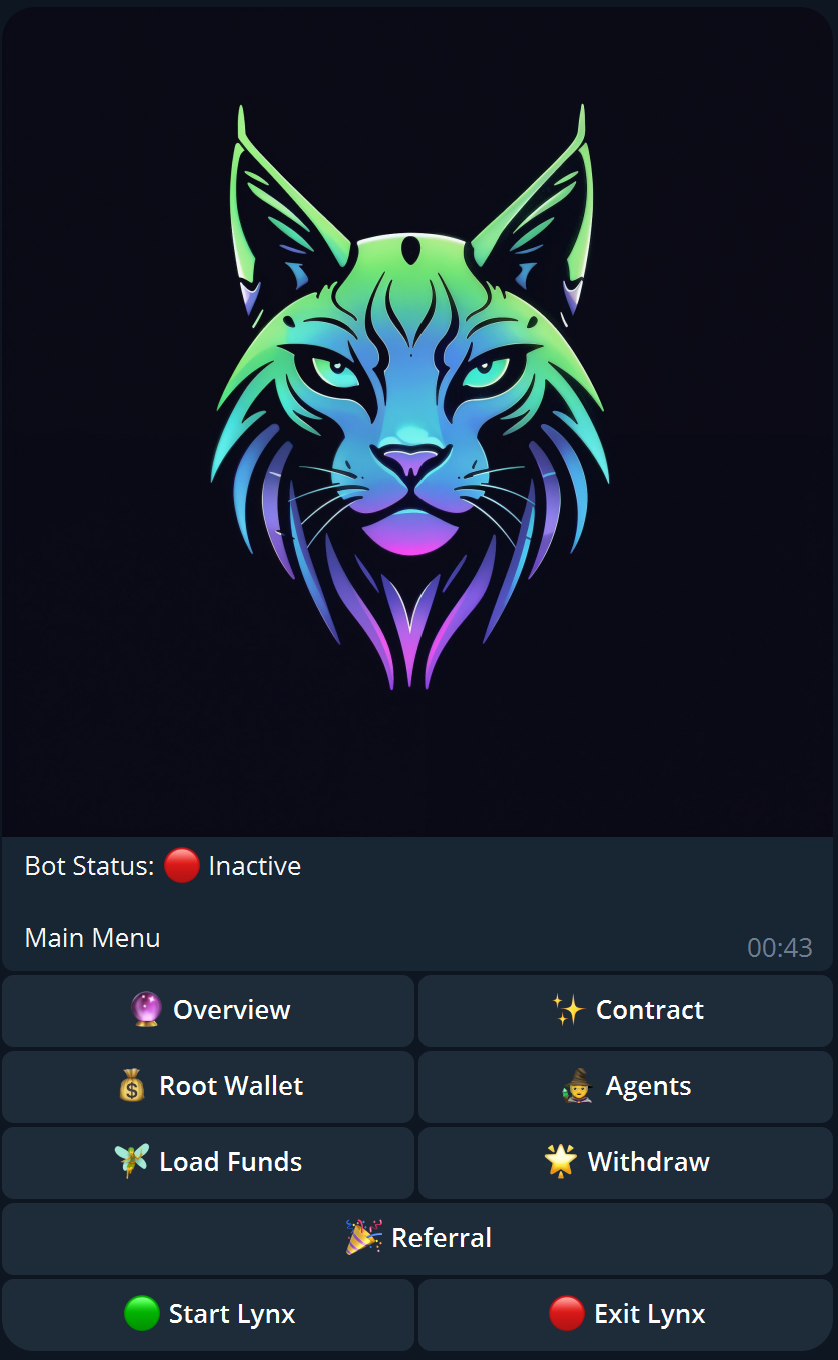 Bot Status: 🔴 Inactive
Main Menu
00:43
🔮 Overview
✨ Contract
💰 Root Wallet
🧙 Agents
🧚 Load Funds
🌟 Withdraw
🎉 Referral
🟢 Start Lynx
🔴 Exit Lynx